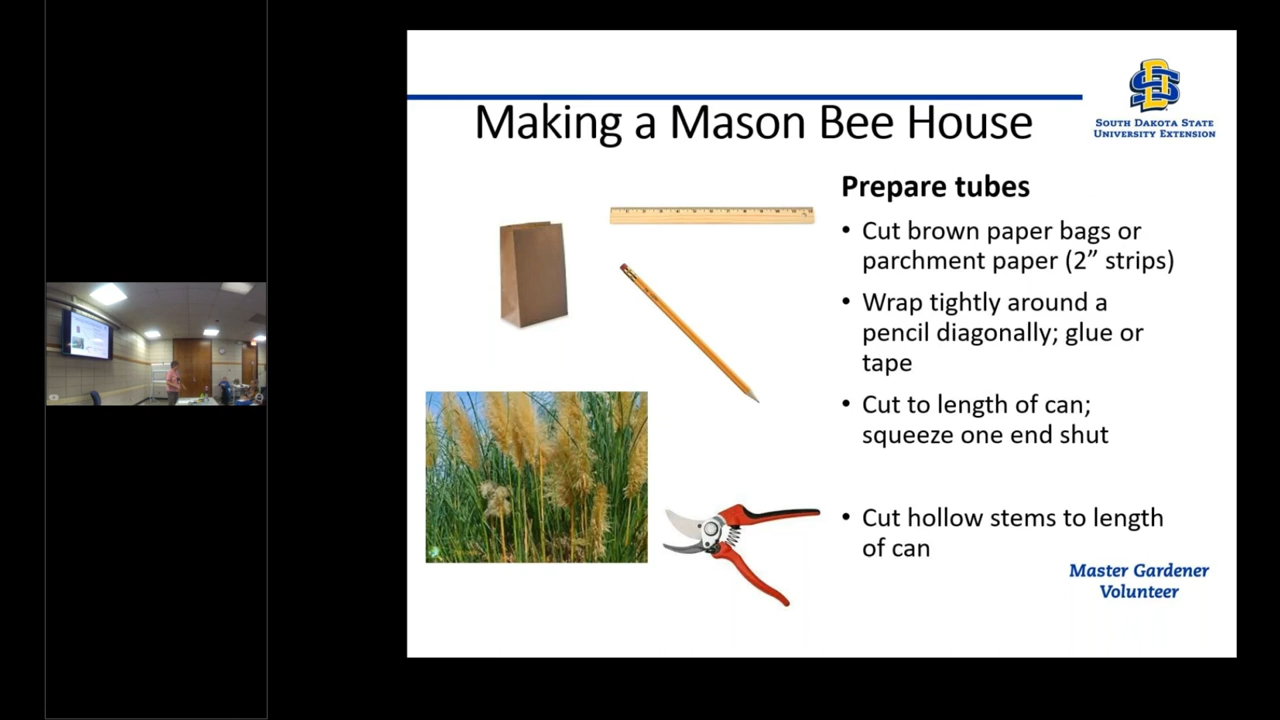 SOUTH DAKOTA STATE
UNIVERSITY EXTENSION
Making a Mason Bee House
Prepare tubes
• Cut brown paper bags or
parchment paper (2” strips)
• Wrap tightly around a
pencil diagonally; glue or
tape
• Cut to length of can;
squeeze one end shut
• Cut hollow stems to length
of can
Master Gardener
Volunteer